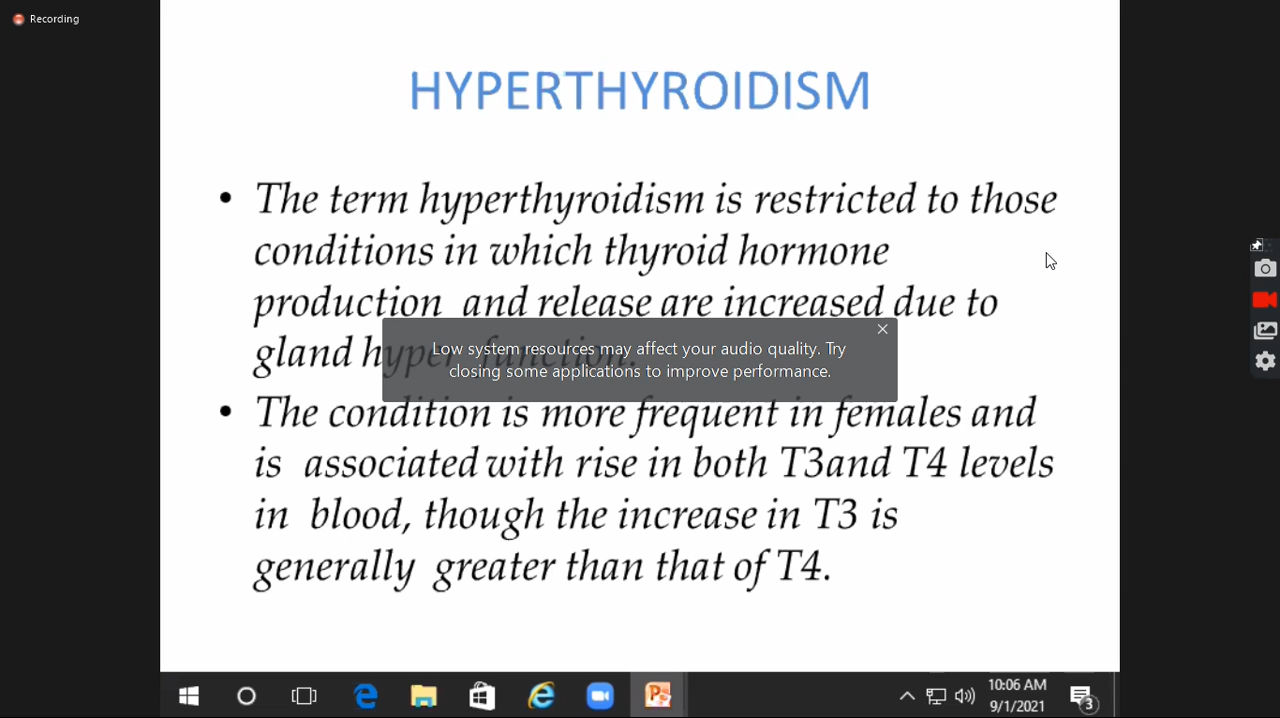 Recording
HYPERTHYROIDISM
• The term hyperthyroidism is restricted to those
conditions in which thyroid hormone
production and release are increased due to
gland hyper function.
Low system resources may affect your audio quality. Try
closing some applications to improve performance.
• The condition is more frequent in females and
is associated with rise in both T3and T4 levels
in blood, though the increase in T3 is
generally greater than that of T4.
10:06 AM
9/1/2021
3